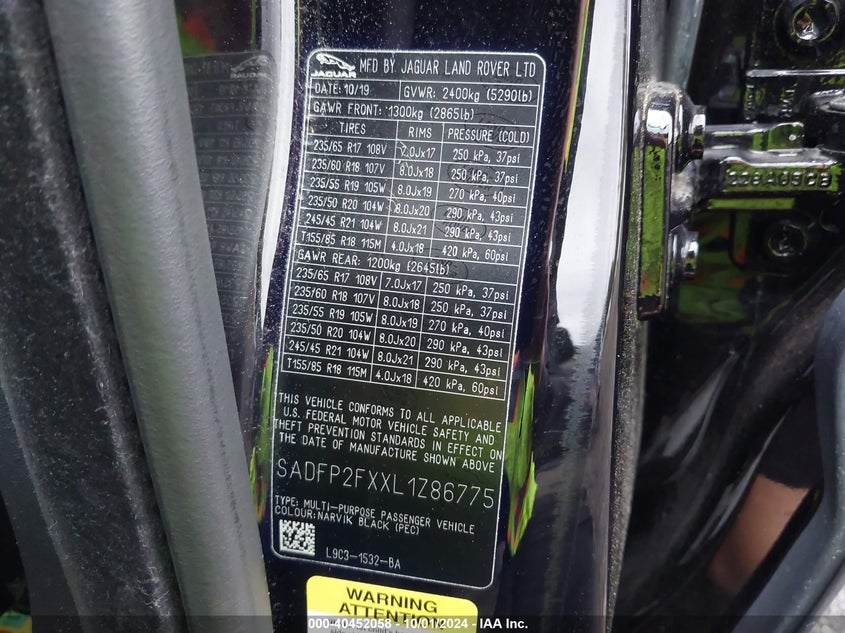 JAGUAR
MFD BY JAGUAR LAND ROVER LTD
DATE: 10/19 GVWR: 2400kg (5290lb)
GAWR FRONT: 1300kg (2865lb)
TIRES RIMS PRESSURE (COLD)
235/65 R17 108V 7.0Jx17 250 kPa, 37psi
235/60 R18 107V 8.0Jx18 250 kPa, 37psi
235/55 R19 105W 8.0Jx19 270 kPa, 40psi
235/50 R20 104W 8.0Jx20 290 kPa, 43psi
245/45 R21 104W 8.0Jx21 290 kPa, 43psi
T155/85 R18 115M 4.0Jx18 420 kPa, 60psi
GAWR REAR: 1200kg (2645lb)
235/65 R17 108V 7.0Jx17 250 kPa, 37psi
235/60 R18 107V 8.0Jx18 250 kPa, 37psi
235/55 R19 105W 8.0Jx19 270 kPa, 40psi
235/50 R20 104W 8.0Jx20 290 kPa, 43psi
245/45 R21 104W 8.0Jx21 290 kPa, 43psi
T155/85 R18 115M 4.0Jx18 420 kPa, 60psi
THIS VEHICLE CONFORMS TO ALL APPLICABLE
U.S. FEDERAL MOTOR VEHICLE SAFETY AND
THEFT PREVENTION STANDARDS IN EFFECT ON
THE DATE OF MANUFACTURE SHOWN ABOVE
SADFP2FXXL1Z86775
TYPE: MULTI-PURPOSE PASSENGER VEHICLE
COLOUR: NARVIK BLACK (PEC)
L9C3-1532-BA
WARNING
ATTENTION
000-40452058 - 10/01/2024 - IAA Inc.